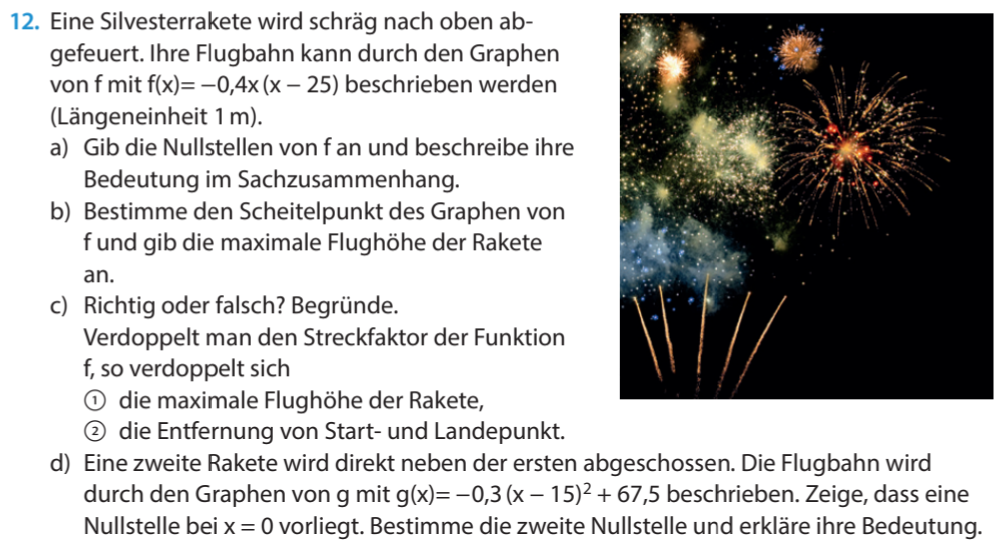 12. Eine Silvesterrakete wird schräg nach oben ab-
gefeuert. Ihre Flugbahn kann durch den Graphen
von f mit f(x)= −0,4x (x − 25) beschrieben werden
(Längeneinheit 1 m).
a) Gib die Nullstellen von f an und beschreibe ihre
Bedeutung im Sachzusammenhang.
b) Bestimme den Scheitelpunkt des Graphen von
f und gib die maximale Flughöhe der Rakete
an.
c) Richtig oder falsch? Begründe.
Verdoppelt man den Streckfaktor der Funktion
f, so verdoppelt sich
① die maximale Flughöhe der Rakete,
② die Entfernung von Start- und Landepunkt.
d) Eine zweite Rakete wird direkt neben der ersten abgeschossen. Die Flugbahn wird
durch den Graphen von g mit g(x)= −0,3 (x − 15)² + 67,5 beschrieben. Zeige, dass eine
Nullstelle bei x = 0 vorliegt. Bestimme die zweite Nullstelle und erkläre ihre Bedeutung.